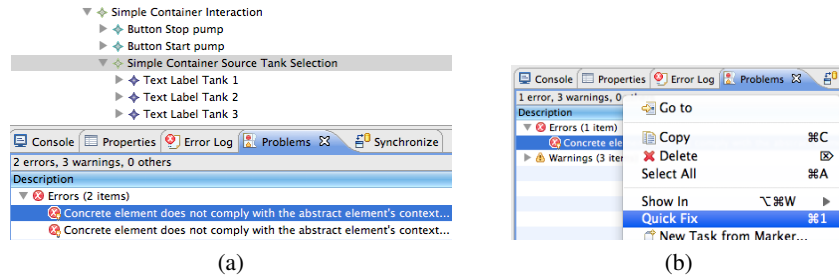 Simple Container Interaction
Button Stop pump
Button Start pump
Simple Container Source Tank Selection
Text Label Tank 1
Text Label Tank 2
Text Label Tank 3
Console Properties Error Log Problems Synchronize
2 errors, 3 warnings, 0 others
Description
Errors (2 items)
Concrete element does not comply with the abstract element's context...
Concrete element does not comply with the abstract element's context...
(a)
Console Properties Error Log Problems
1 error, 3 warnings, 0
Description
Errors (1 item)
Concrete ele
Warnings (3 iter
Go to
Copy ⌘C
Delete ⌦
Select All ⌘A
Show In ⌥⌘W
Quick Fix ⌘1
New Task from Marker...
(b)